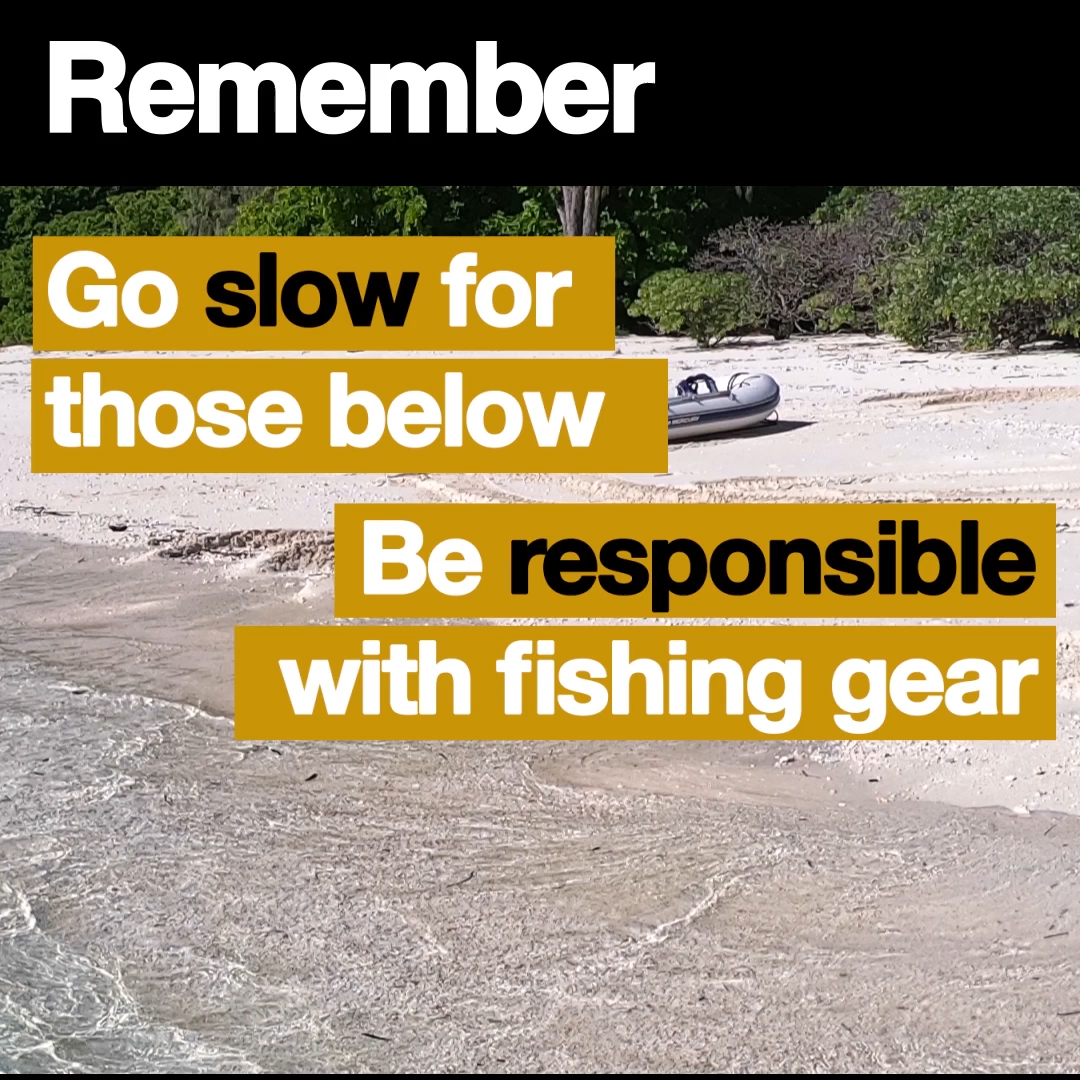 Remember
Go slow for
those below
Be responsible
with fishing gear